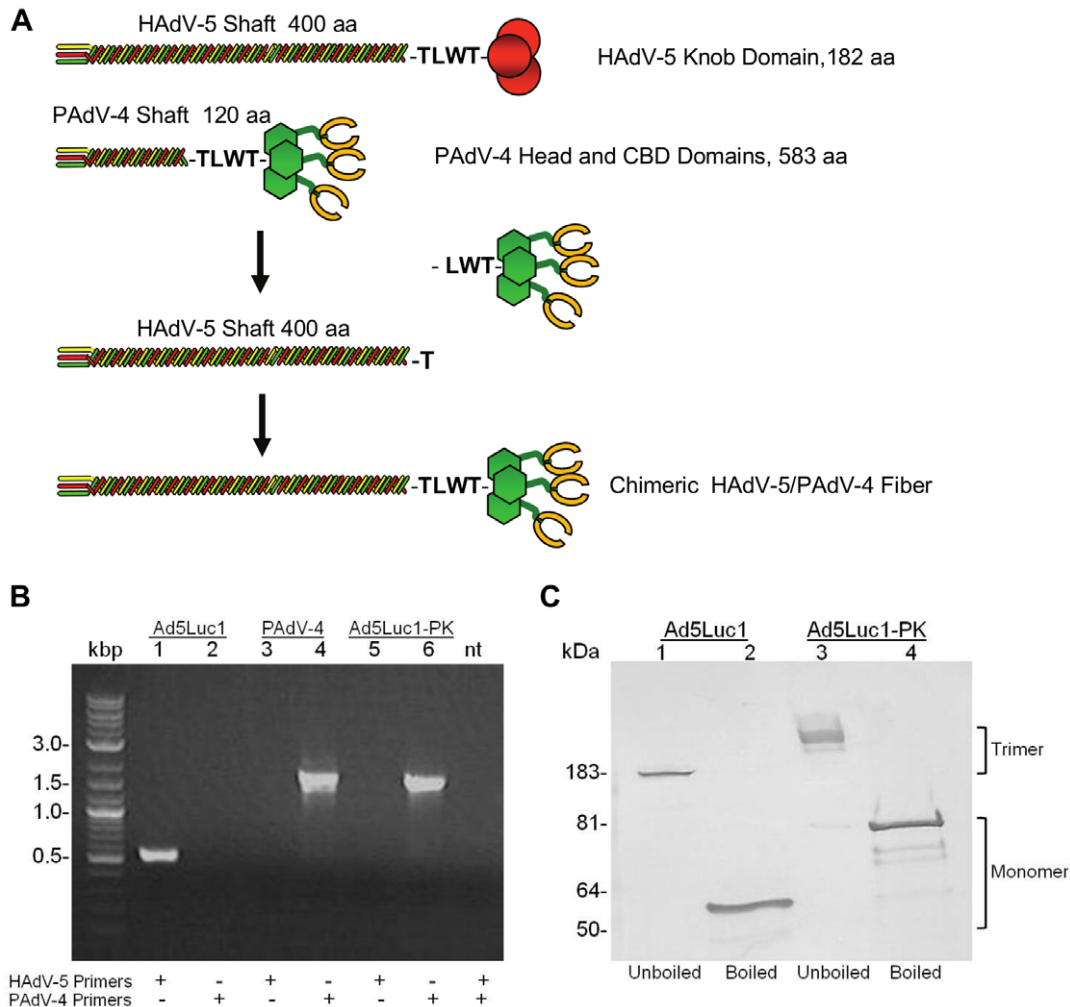 A
HAdV-5 Shaft 400 aa
-TLWT-
HAdV-5 Knob Domain,182 aa
PAdV-4 Shaft 120 aa
-TLWT-
PAdV-4 Head and CBD Domains, 583 aa
- LWT-
HAdV-5 Shaft 400 aa
-T
-TLWT-
Chimeric HAdV-5/PAdV-4 Fiber
B
Ad5Luc1 PAdV-4 Ad5Luc1-PK
kbp 1 2 3 4 5 6 nt
3.0-
1.5-
1.0-
0.5-
HAdV-5 Primers + - + - + - +
PAdV-4 Primers - + - + - + +
C
Ad5Luc1 Ad5Luc1-PK
kDa 1 2 3 4
183-
81-
64-
50-
Trimer
Monomer
Unboiled Boiled Unboiled Boiled